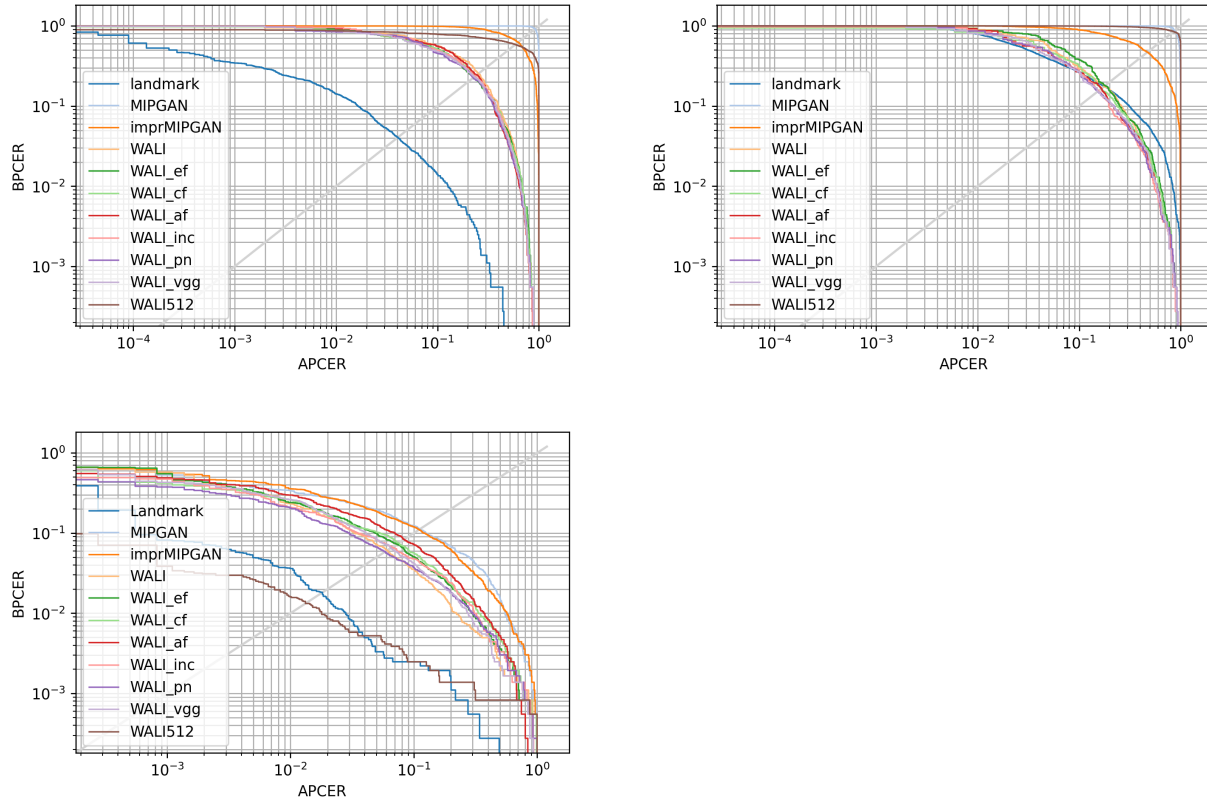 10⁰
10⁻¹
10⁻²
10⁻³
BPCER
landmark
MIPGAN
imprMIPGAN
WALI
WALI_ef
WALI_cf
WALI_af
WALI_inc
WALI_pn
WALI_vgg
WALI512
10⁻⁴ 10⁻³ 10⁻² 10⁻¹ 10⁰
APCER
10⁰
10⁻¹
10⁻²
10⁻³
BPCER
landmark
MIPGAN
imprMIPGAN
WALI
WALI_ef
WALI_cf
WALI_af
WALI_inc
WALI_pn
WALI_vgg
WALI512
10⁻⁴ 10⁻³ 10⁻² 10⁻¹ 10⁰
APCER
10⁰
10⁻¹
10⁻²
10⁻³
BPCER
Landmark
MIPGAN
imprMIPGAN
WALI
WALI_ef
WALI_cf
WALI_af
WALI_inc
WALI_pn
WALI_vgg
WALI512
10⁻³ 10⁻² 10⁻¹ 10⁰
APCER